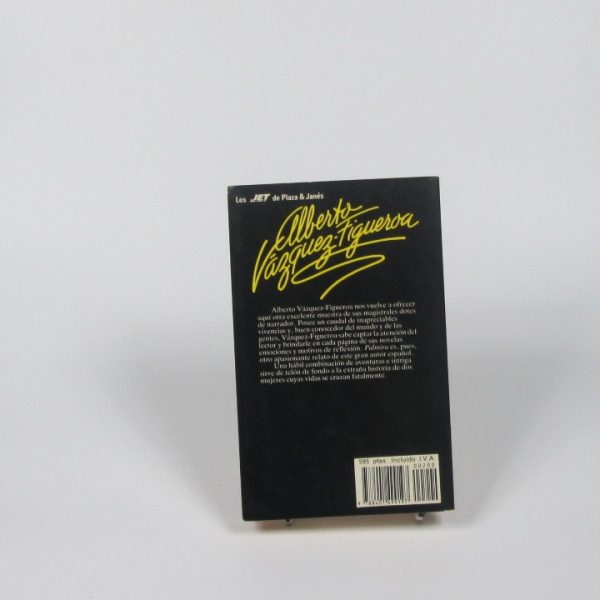 Los JET de Plaza & Janés
Alberto
Vázquez-Figueroa
Alberto Vázquez-Figueroa nos vuelve a ofrecer
aquí otra excelente muestra de sus magistrales dotes
de narrador. Posee un caudal de inapreciables
vivencias y, buen conocedor del mundo y de las
gentes, Vázquez-Figueroa sabe captar la atención del
lector y brindarle en cada página de sus novelas
emociones y motivos de reflexión. Palmira es, pues,
otro apasionante relato de este gran autor español.
Una hábil combinación de aventuras e intriga
sirve de telón de fondo a la extraña historia de dos
mujeres cuyas vidas se cruzan fatalmente.
595 ptas. Incluido I.V.A.
00200